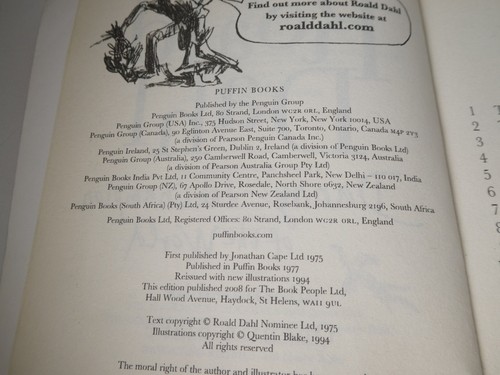 Find out more about Roald Dahl
by visiting the website at
roalddahl.com
PUFFIN BOOKS
Published by the Penguin Group
Penguin Books Ltd, 80 Strand, London WC2R 0RL, England
Penguin Group (USA) Inc., 375 Hudson Street, New York, New York 10014, USA
Penguin Group (Canada), 90 Eglinton Avenue East, Suite 700, Toronto, Ontario, Canada M4P 2Y3
(a division of Pearson Penguin Canada Inc.)
Penguin Ireland, 25 St Stephen's Green, Dublin 2, Ireland (a division of Penguin Books Ltd)
Penguin Group (Australia), 250 Camberwell Road, Camberwell, Victoria 3124, Australia
(a division of Pearson Australia Group Pty Ltd)
Penguin Books India Pvt Ltd, 11 Community Centre, Panchsheel Park, New Delhi – 110 017, India
Penguin Group (NZ), 67 Apollo Drive, Rosedale, North Shore 0632, New Zealand
(a division of Pearson New Zealand Ltd)
Penguin Books (South Africa) (Pty) Ltd, 24 Sturdee Avenue, Rosebank, Johannesburg 2196, South Africa
Penguin Books Ltd, Registered Offices: 80 Strand, London WC2R 0RL, England
puffinbooks.com
First published by Jonathan Cape Ltd 1975
Published in Puffin Books 1977
Reissued with new illustrations 1994
This edition published 2008 for The Book People Ltd,
Hall Wood Avenue, Haydock, St Helens, WA11 9UL
Text copyright © Roald Dahl Nominee Ltd, 1975
Illustrations copyright © Quentin Blake, 1994
All rights reserved
The moral right of the author and illustrator has
1
2
3
4
5
6
7
8